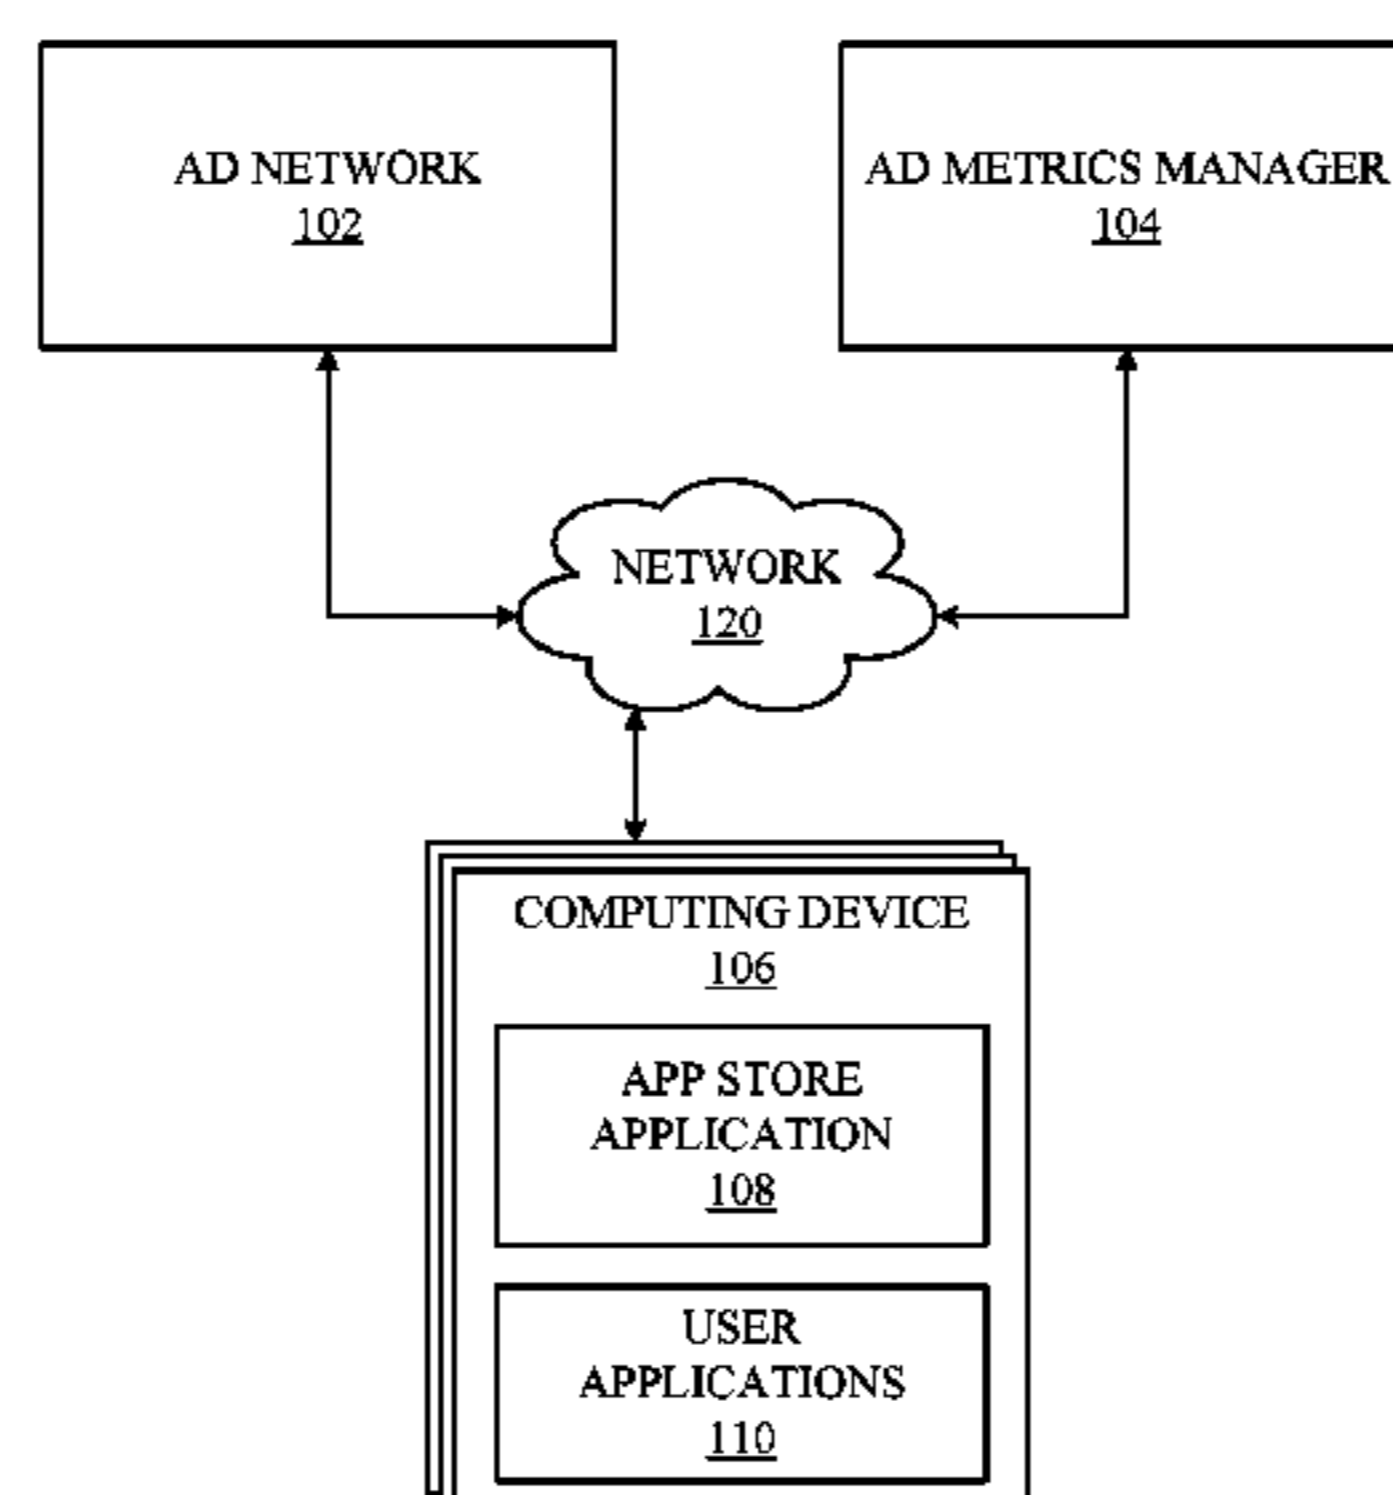 AD NETWORK
102
AD METRICS MANAGER
104
NETWORK
120
COMPUTING DEVICE
106
APP STORE
APPLICATION
108
USER
APPLICATIONS
110